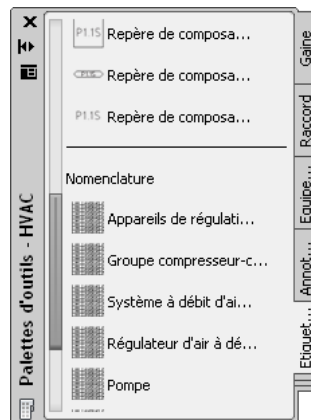 P1.1S Repère de composa...
Repère de composa...
P1.1S Repère de composa...
Nomenclature
Appareils de régulati...
Groupe compresseur-c...
Système à débit d'ai...
Régulateur d'air à dé...
Pompe
Palettes d'outils - HVAC
Gaine
Raccord
Equipe...
Annot...
Etiquet...